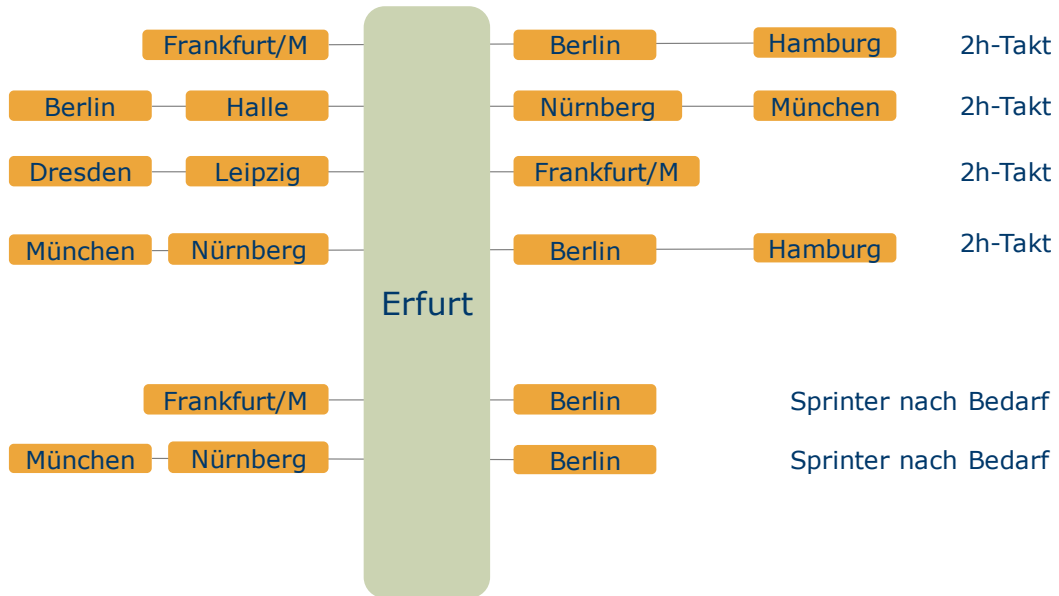 Frankfurt/M Berlin Hamburg 2h-Takt
Berlin Halle Nürnberg München 2h-Takt
Dresden Leipzig Frankfurt/M 2h-Takt
München Nürnberg Berlin Hamburg 2h-Takt
Erfurt
Frankfurt/M Berlin Sprinter nach Bedarf
München Nürnberg Berlin Sprinter nach Bedarf